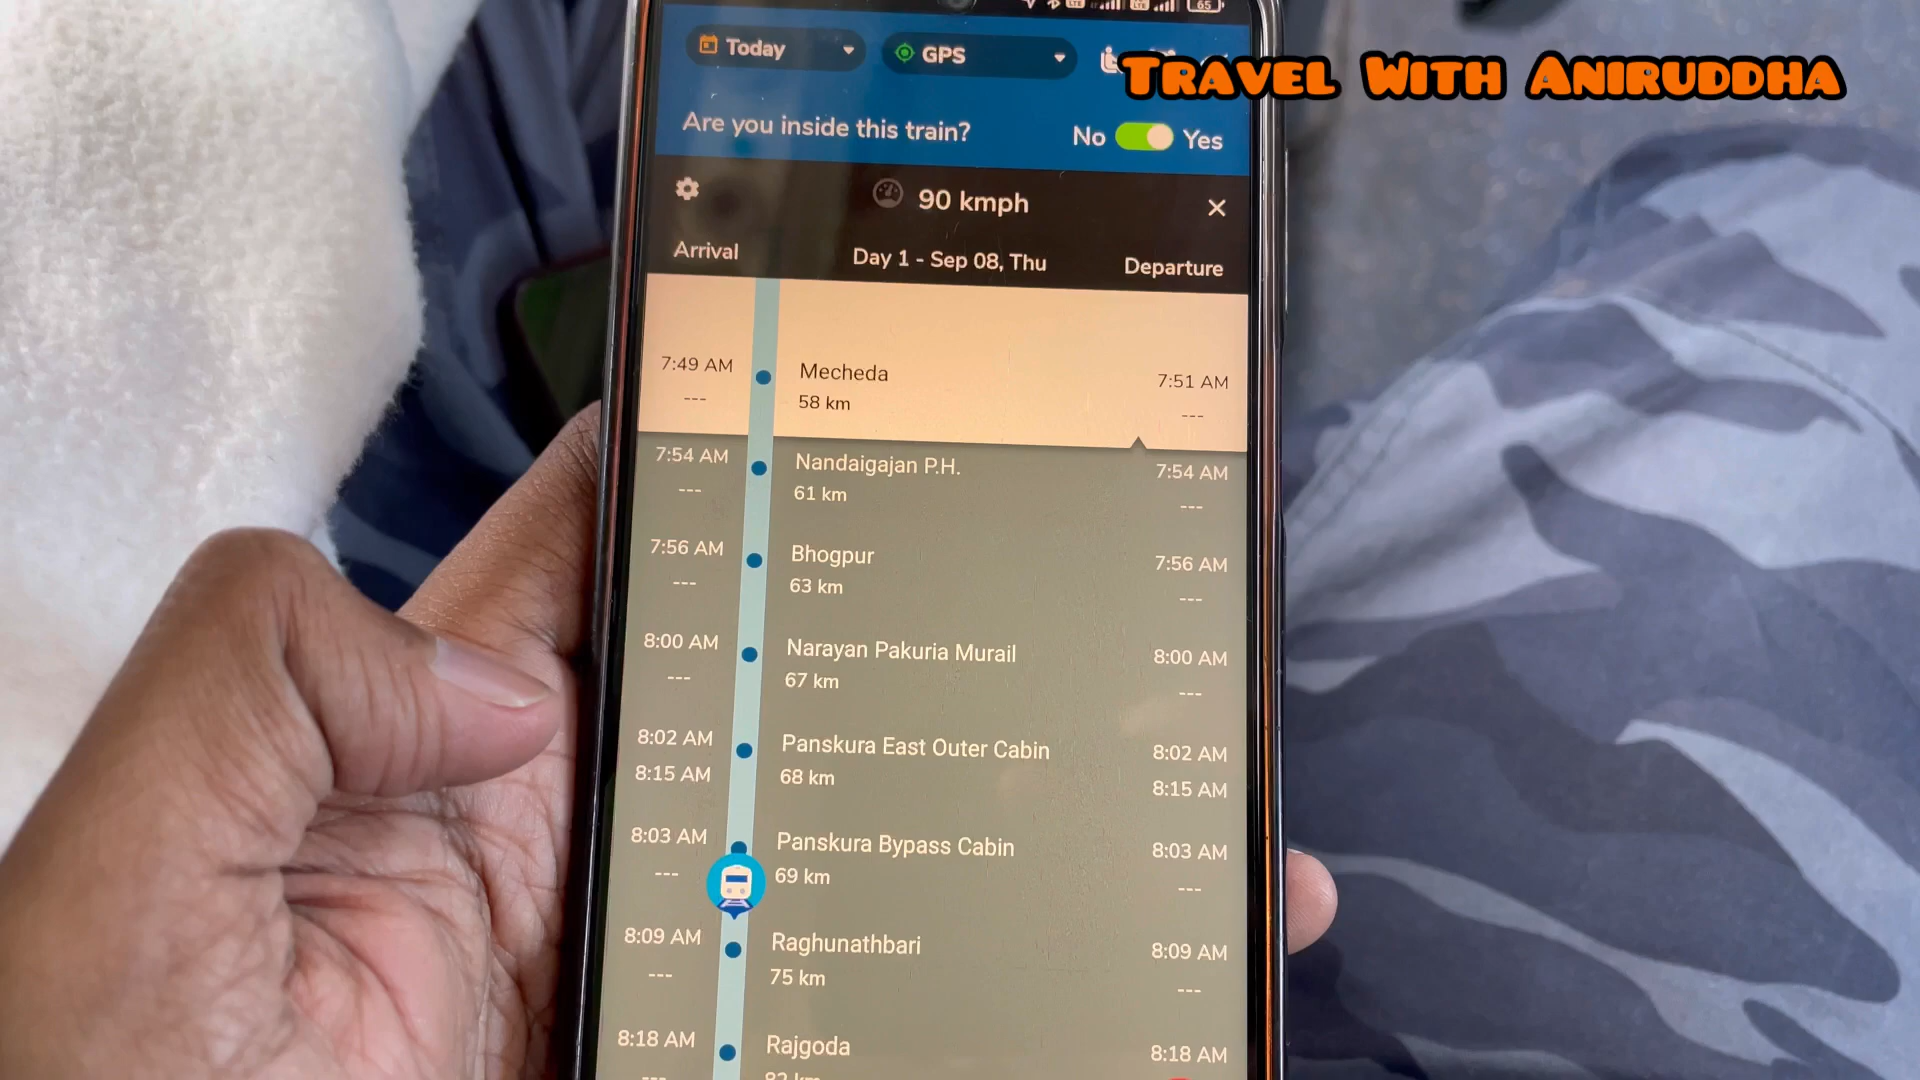 65
Today
GPS
TRAVEL WITH ANIRUDDHA
Are you inside this train?
No
Yes
90 kmph
Arrival
Day 1 - Sep 08, Thu
Departure
7:49 AM
Mecheda
7:51 AM
---
58 km
---
7:54 AM
Nandaigajan P.H.
7:54 AM
---
61 km
---
7:56 AM
Bhogpur
7:56 AM
---
63 km
---
8:00 AM
Narayan Pakuria Murail
8:00 AM
---
67 km
---
8:02 AM
Panskura East Outer Cabin
8:02 AM
8:15 AM
68 km
8:15 AM
8:03 AM
Panskura Bypass Cabin
8:03 AM
---
69 km
---
8:09 AM
Raghunathbari
8:09 AM
---
75 km
---
8:18 AM
Rajgoda
8:18 AM
---